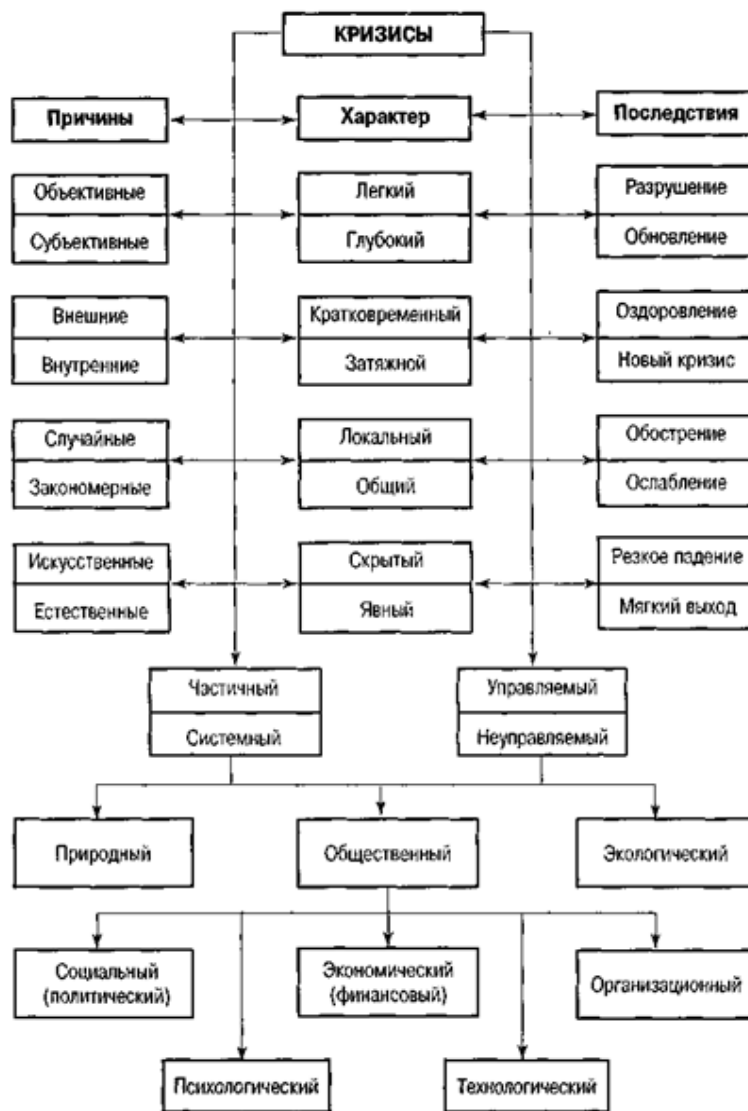 КРИЗИСЫ
Причины
Характер
Последствия
Объективные
Субъективные
Легкий
Глубокий
Разрушение
Обновление
Внешние
Внутренние
Кратковременный
Затяжной
Оздоровление
Новый кризис
Случайные
Закономерные
Локальный
Общий
Обострение
Ослабление
Искусственные
Естественные
Скрытый
Явный
Резкое падение
Мягкий выход
Частичный
Системный
Управляемый
Неуправляемый
Природный
Общественный
Экологический
Социальный
(политический)
Экономический
(финансовый)
Организационный
Психологический
Технологический